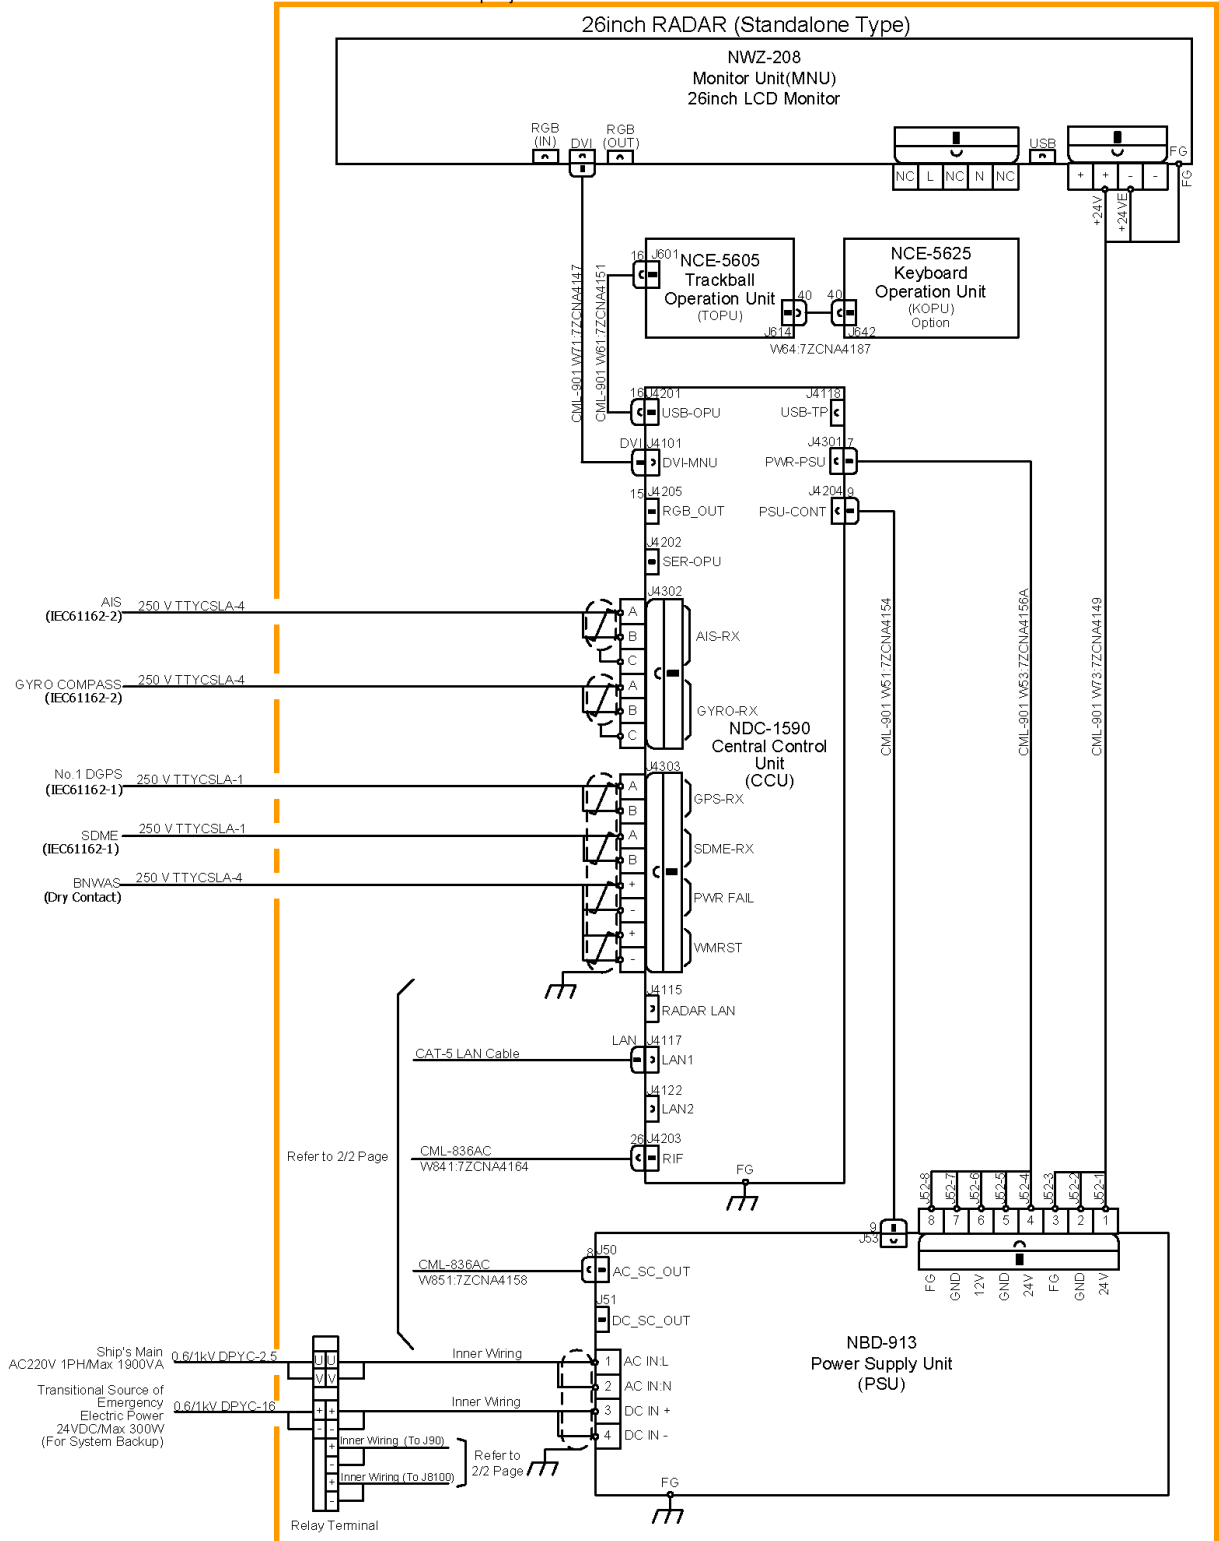 26inch RADAR (Standalone Type)
NWZ-208
Monitor Unit(MNU)
26inch LCD Monitor
RGB
(IN)
DVI
RGB
(OUT)
USB
FG
NC
L
NC
N
NC
+
+
-
-
FG
+24V
+24VE
CML-901 W71:7ZCNA4147
CML-901 W61:7ZCNA4151
16
J601
NCE-5605
Trackball
Operation Unit
(TOPU)
40
J614
40
J642
NCE-5625
Keyboard
Operation Unit
(KOPU)
Option
W64:7ZCNA4187
16
J4201
USB-OPU
J4118
USB-TP
DVI
J4101
DVI-MNU
J4301
7
PWR-PSU
15
J4205
RGB_OUT
J4204
9
PSU-CONT
J4202
SER-OPU
CML-901 W51:7ZCNA4154
CML-901 W53:7ZCNA4156A
CML-901 W73:7ZCNA4149
AIS
(IEC61162-2)
250 V TTYCSLA-4
J4302
A
B
C
AIS-RX
GYRO COMPASS
(IEC61162-2)
250 V TTYCSLA-4
A
B
C
GYRO-RX
NDC-1590
Central Control
Unit
(CCU)
No.1 DGPS
(IEC61162-1)
250 V TTYCSLA-1
J4303
A
B
GPS-RX
SDME
(IEC61162-1)
250 V TTYCSLA-1
A
B
SDME-RX
BNWAS
(Dry Contact)
250 V TTYCSLA-4
+
-
PWR FAIL
+
-
WMRST
J4115
RADAR LAN
CAT-5 LAN Cable
LAN
J4117
LAN1
J4122
LAN2
Refer to 2/2 Page
CML-836AC
W841:7ZCNA4164
26
J4203
RIF
FG
J52-8
J52-7
J52-6
J52-5
J52-4
J52-3
J52-2
J52-1
8
7
6
5
4
3
2
1
9
J53
FG
GND
12V
GND
24V
FG
GND
24V
CML-836AC
W851:7ZCNA4158
8
J50
AC_SC_OUT
J51
DC_SC_OUT
NBD-913
Power Supply Unit
(PSU)
Ship's Main
AC220V 1PH/Max 1900VA
0.6/1kV DPYC-2.5
U
U
V
V
Inner Wiring
1
AC IN:L
2
AC IN:N
Transitional Source of
Emergency
Electric Power
24VDC/Max 300W
(For System Backup)
0.6/1kV DPYC-16
+
+
-
-
Inner Wiring
3
DC IN +
4
DC IN -
+
-
Inner Wiring (To J90)
+
-
Inner Wiring (To J8100)
Refer to
2/2 Page
FG
Relay Terminal